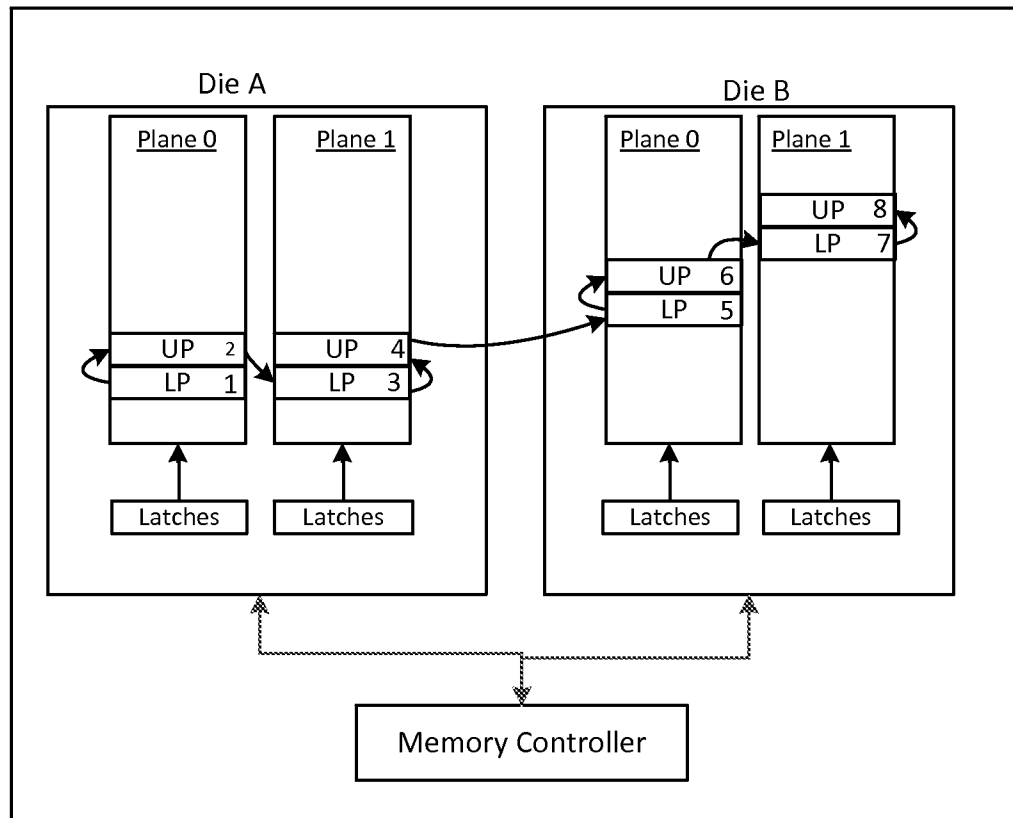 Die A
Die B
Plane 0
Plane 1
Plane 0
Plane 1
UP 8
LP 7
UP 6
LP 5
UP 2
UP 4
LP 1
LP 3
Latches
Latches
Latches
Latches
Memory Controller